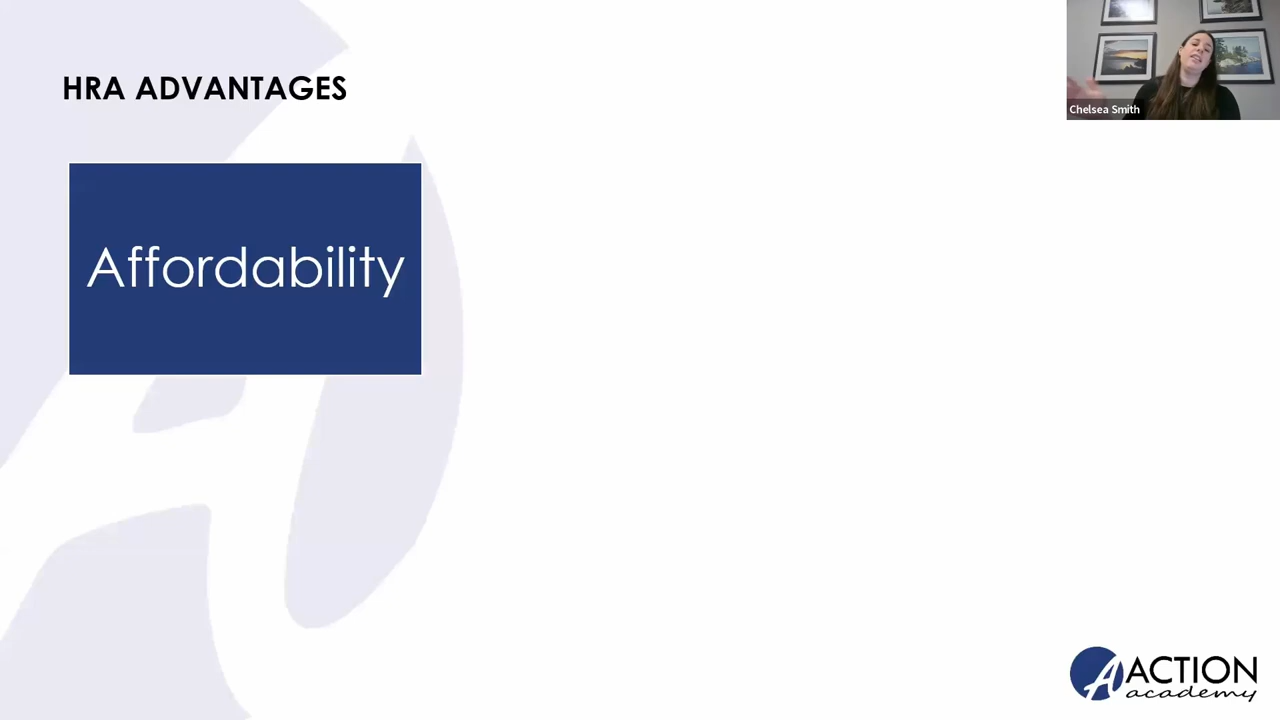 HRA ADVANTAGES
Chelsea Smith
Affordability
A ACTION
academy